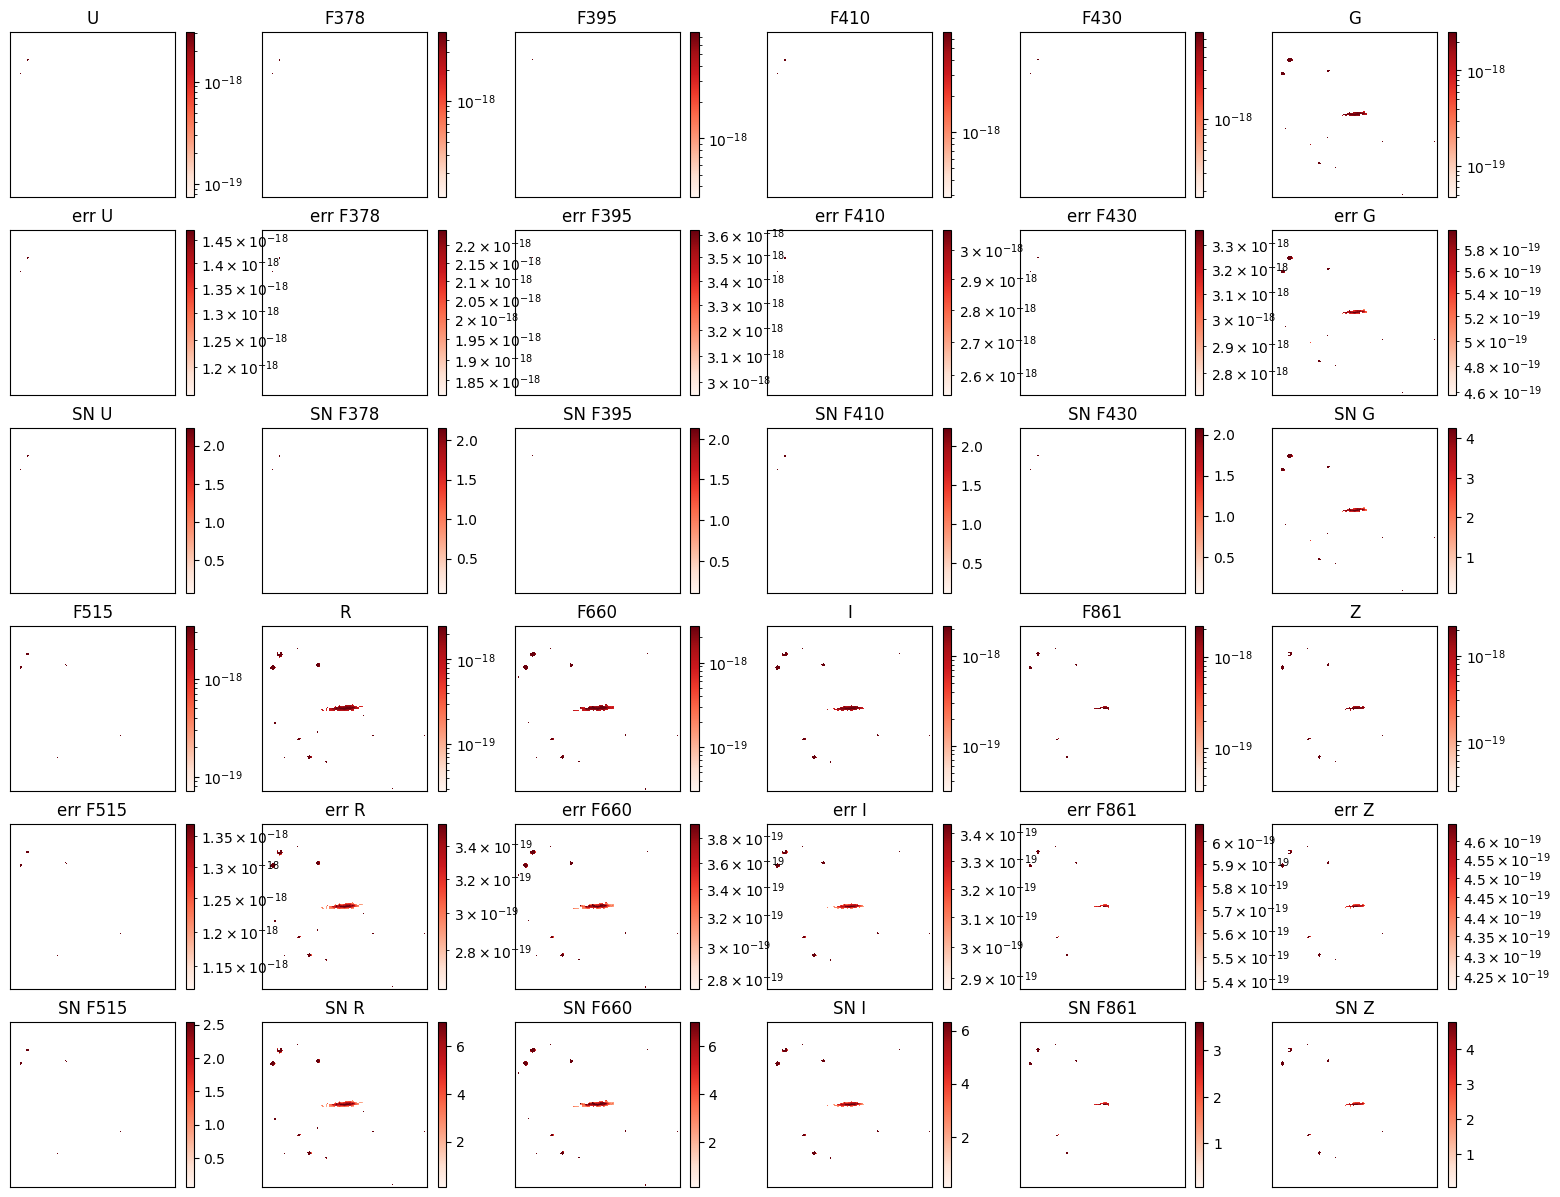 U F378 F395 F410 F430 G
10⁻¹⁸
10⁻¹⁹
10⁻¹⁸
10⁻¹⁸
10⁻¹⁸
10⁻¹⁸
10⁻¹⁸
10⁻¹⁹
err U err F378 err F395 err F410 err F430 err G
1.45 × 10⁻¹⁸
1.4 × 10⁻¹⁸
1.35 × 10⁻¹⁸
1.3 × 10⁻¹⁸
1.25 × 10⁻¹⁸
1.2 × 10⁻¹⁸
2.2 × 10⁻¹⁸
2.15 × 10⁻¹⁸
2.1 × 10⁻¹⁸
2.05 × 10⁻¹⁸
2 × 10⁻¹⁸
1.95 × 10⁻¹⁸
1.9 × 10⁻¹⁸
1.85 × 10⁻¹⁸
3.6 × 10⁻¹⁸
3.5 × 10⁻¹⁸
3.4 × 10⁻¹⁸
3.3 × 10⁻¹⁸
3.2 × 10⁻¹⁸
3.1 × 10⁻¹⁸
3 × 10⁻¹⁸
3 × 10⁻¹⁸
2.9 × 10⁻¹⁸
2.8 × 10⁻¹⁸
2.7 × 10⁻¹⁸
2.6 × 10⁻¹⁸
3.3 × 10⁻¹⁸
3.2 × 10⁻¹⁸
3.1 × 10⁻¹⁸
3 × 10⁻¹⁸
2.9 × 10⁻¹⁸
2.8 × 10⁻¹⁸
5.8 × 10⁻¹⁹
5.6 × 10⁻¹⁹
5.4 × 10⁻¹⁹
5.2 × 10⁻¹⁹
5 × 10⁻¹⁹
4.8 × 10⁻¹⁹
4.6 × 10⁻¹⁹
SN U SN F378 SN F395 SN F410 SN F430 SN G
2.0
1.5
1.0
0.5
2.0
1.5
1.0
0.5
2.0
1.5
1.0
0.5
2.0
1.5
1.0
0.5
2.0
1.5
1.0
0.5
4
3
2
1
F515 R F660 I F861 Z
10⁻¹⁸
10⁻¹⁹
10⁻¹⁸
10⁻¹⁹
10⁻¹⁸
10⁻¹⁹
10⁻¹⁸
10⁻¹⁹
10⁻¹⁸
10⁻¹⁹
10⁻¹⁸
10⁻¹⁹
err F515 err R err F660 err I err F861 err Z
1.35 × 10⁻¹⁸
1.3 × 10⁻¹⁸
1.25 × 10⁻¹⁸
1.2 × 10⁻¹⁸
1.15 × 10⁻¹⁸
3.4 × 10⁻¹⁹
3.2 × 10⁻¹⁹
3 × 10⁻¹⁹
2.8 × 10⁻¹⁹
3.8 × 10⁻¹⁹
3.6 × 10⁻¹⁹
3.4 × 10⁻¹⁹
3.2 × 10⁻¹⁹
3 × 10⁻¹⁹
2.8 × 10⁻¹⁹
3.4 × 10⁻¹⁹
3.3 × 10⁻¹⁹
3.2 × 10⁻¹⁹
3.1 × 10⁻¹⁹
3 × 10⁻¹⁹
2.9 × 10⁻¹⁹
6 × 10⁻¹⁹
5.9 × 10⁻¹⁹
5.8 × 10⁻¹⁹
5.7 × 10⁻¹⁹
5.6 × 10⁻¹⁹
5.5 × 10⁻¹⁹
5.4 × 10⁻¹⁹
4.6 × 10⁻¹⁹
4.55 × 10⁻¹⁹
4.5 × 10⁻¹⁹
4.45 × 10⁻¹⁹
4.4 × 10⁻¹⁹
4.35 × 10⁻¹⁹
4.3 × 10⁻¹⁹
4.25 × 10⁻¹⁹
SN F515 SN R SN F660 SN I SN F861 SN Z
2.5
2.0
1.5
1.0
0.5
6
4
2
6
4
2
6
4
2
3
2
1
4
3
2
1